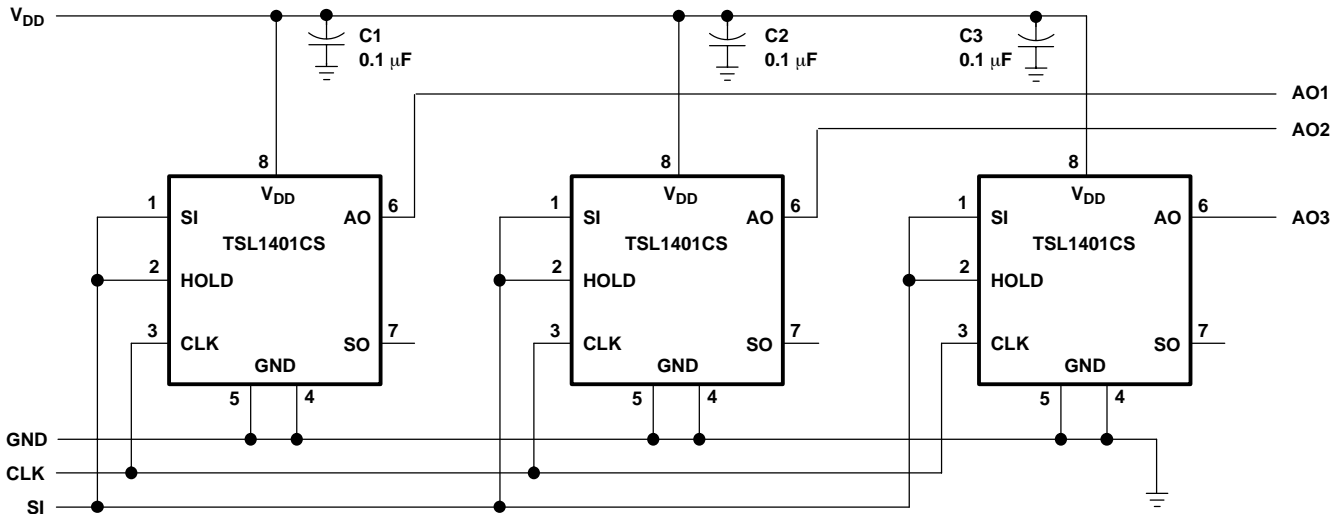 VDD
C1
0.1 μF
C2
0.1 μF
C3
0.1 μF
AO1
AO2
8
8
8
VDD
VDD
VDD
1
SI
AO
6
1
SI
AO
6
1
SI
AO
6
AO3
TSL1401CS
TSL1401CS
TSL1401CS
2
HOLD
2
HOLD
2
HOLD
3
CLK
SO
7
3
CLK
SO
7
3
CLK
SO
7
GND
GND
GND
5
4
5
4
5
4
GND
CLK
SI